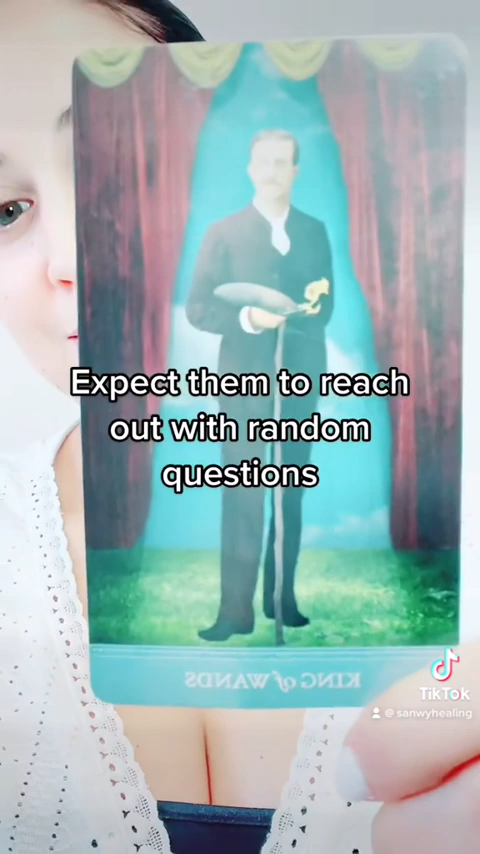 Expect them to reach
out with random
questions
KING of WANDS
TikTok
@sanwyhealing